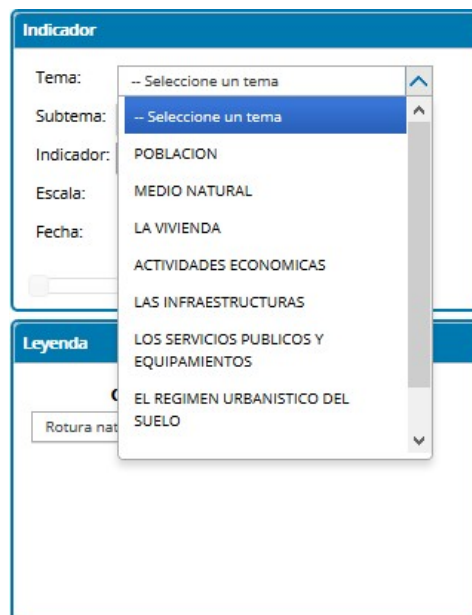 Indicador
Tema:
-- Seleccione un tema
Subtema:
-- Seleccione un tema
Indicador:
POBLACION
Escala:
MEDIO NATURAL
Fecha:
LA VIVIENDA
ACTIVIDADES ECONOMICAS
LAS INFRAESTRUCTURAS
Leyenda
LOS SERVICIOS PUBLICOS Y
EQUIPAMIENTOS
EL REGIMEN URBANISTICO DEL
SUELO
Rotura nat